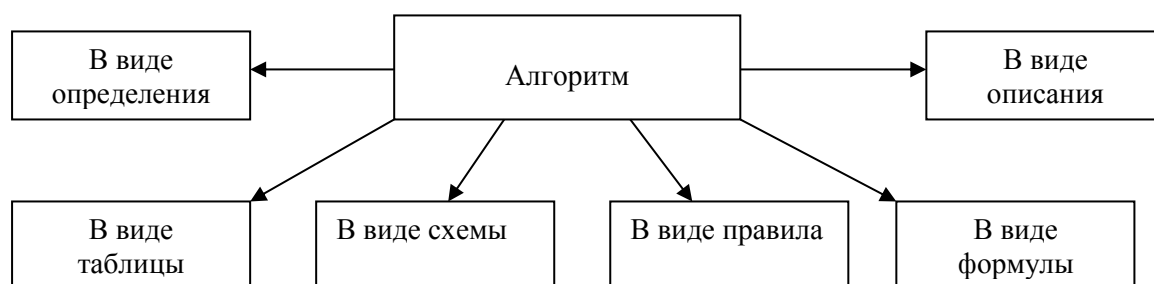 В виде
определения
Алгоритм
В виде
описания
В виде
таблицы
В виде схемы
В виде правила
В виде
формулы